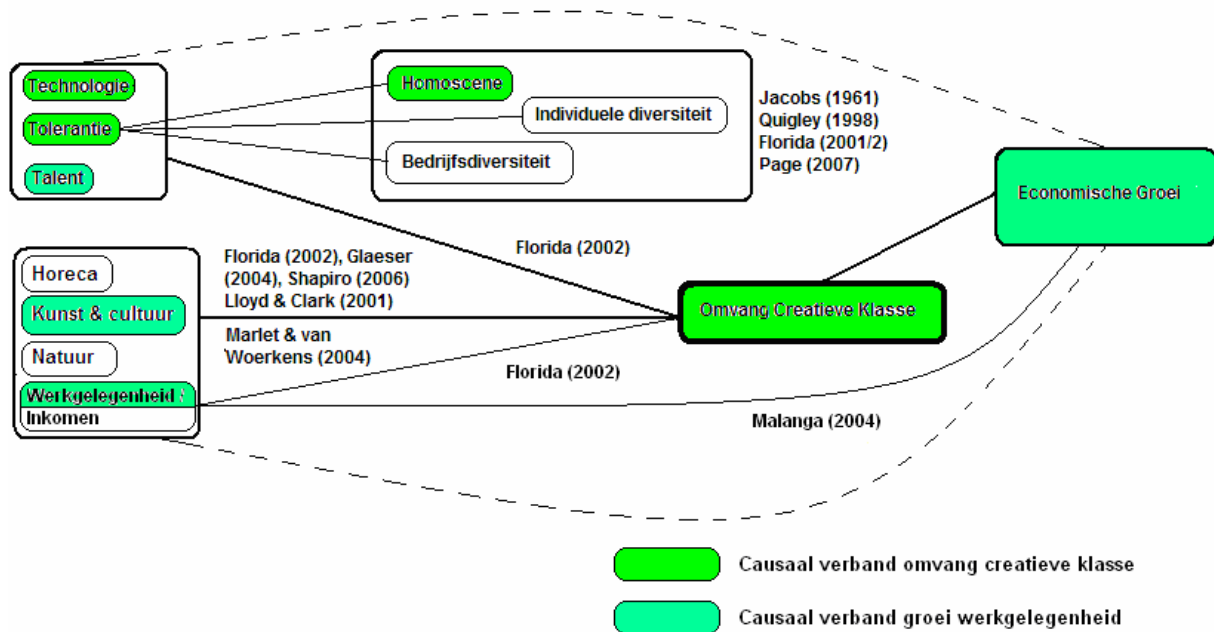 Technologie
Tolerantie
Talent
Homoscene
Individuele diversiteit
Bedrijfsdiversiteit
Jacobs (1961)
Quigley (1998)
Florida (2001/2)
Page (2007)
Economische Groei
Florida (2002)
Horeca
Kunst & cultuur
Natuur
Werkgelegenheid /
Inkomen
Florida (2002), Glaeser
(2004), Shapiro (2006)
Lloyd & Clark (2001)
Marlet & van
Woerkens (2004)
Omvang Creatieve Klasse
Florida (2002)
Malanga (2004)
Causaal verband omvang creatieve klasse
Causaal verband groei werkgelegenheid